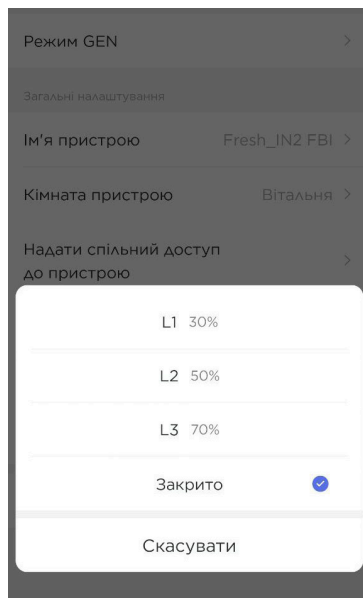 Режим GEN
Загальні налаштування
Ім'я пристрою Fresh_IN2 FBI
Кімната пристрою Вітальня
Надати спільний доступ
до пристрою
L1 30%
L2 50%
L3 70%
Закрито
Скасувати